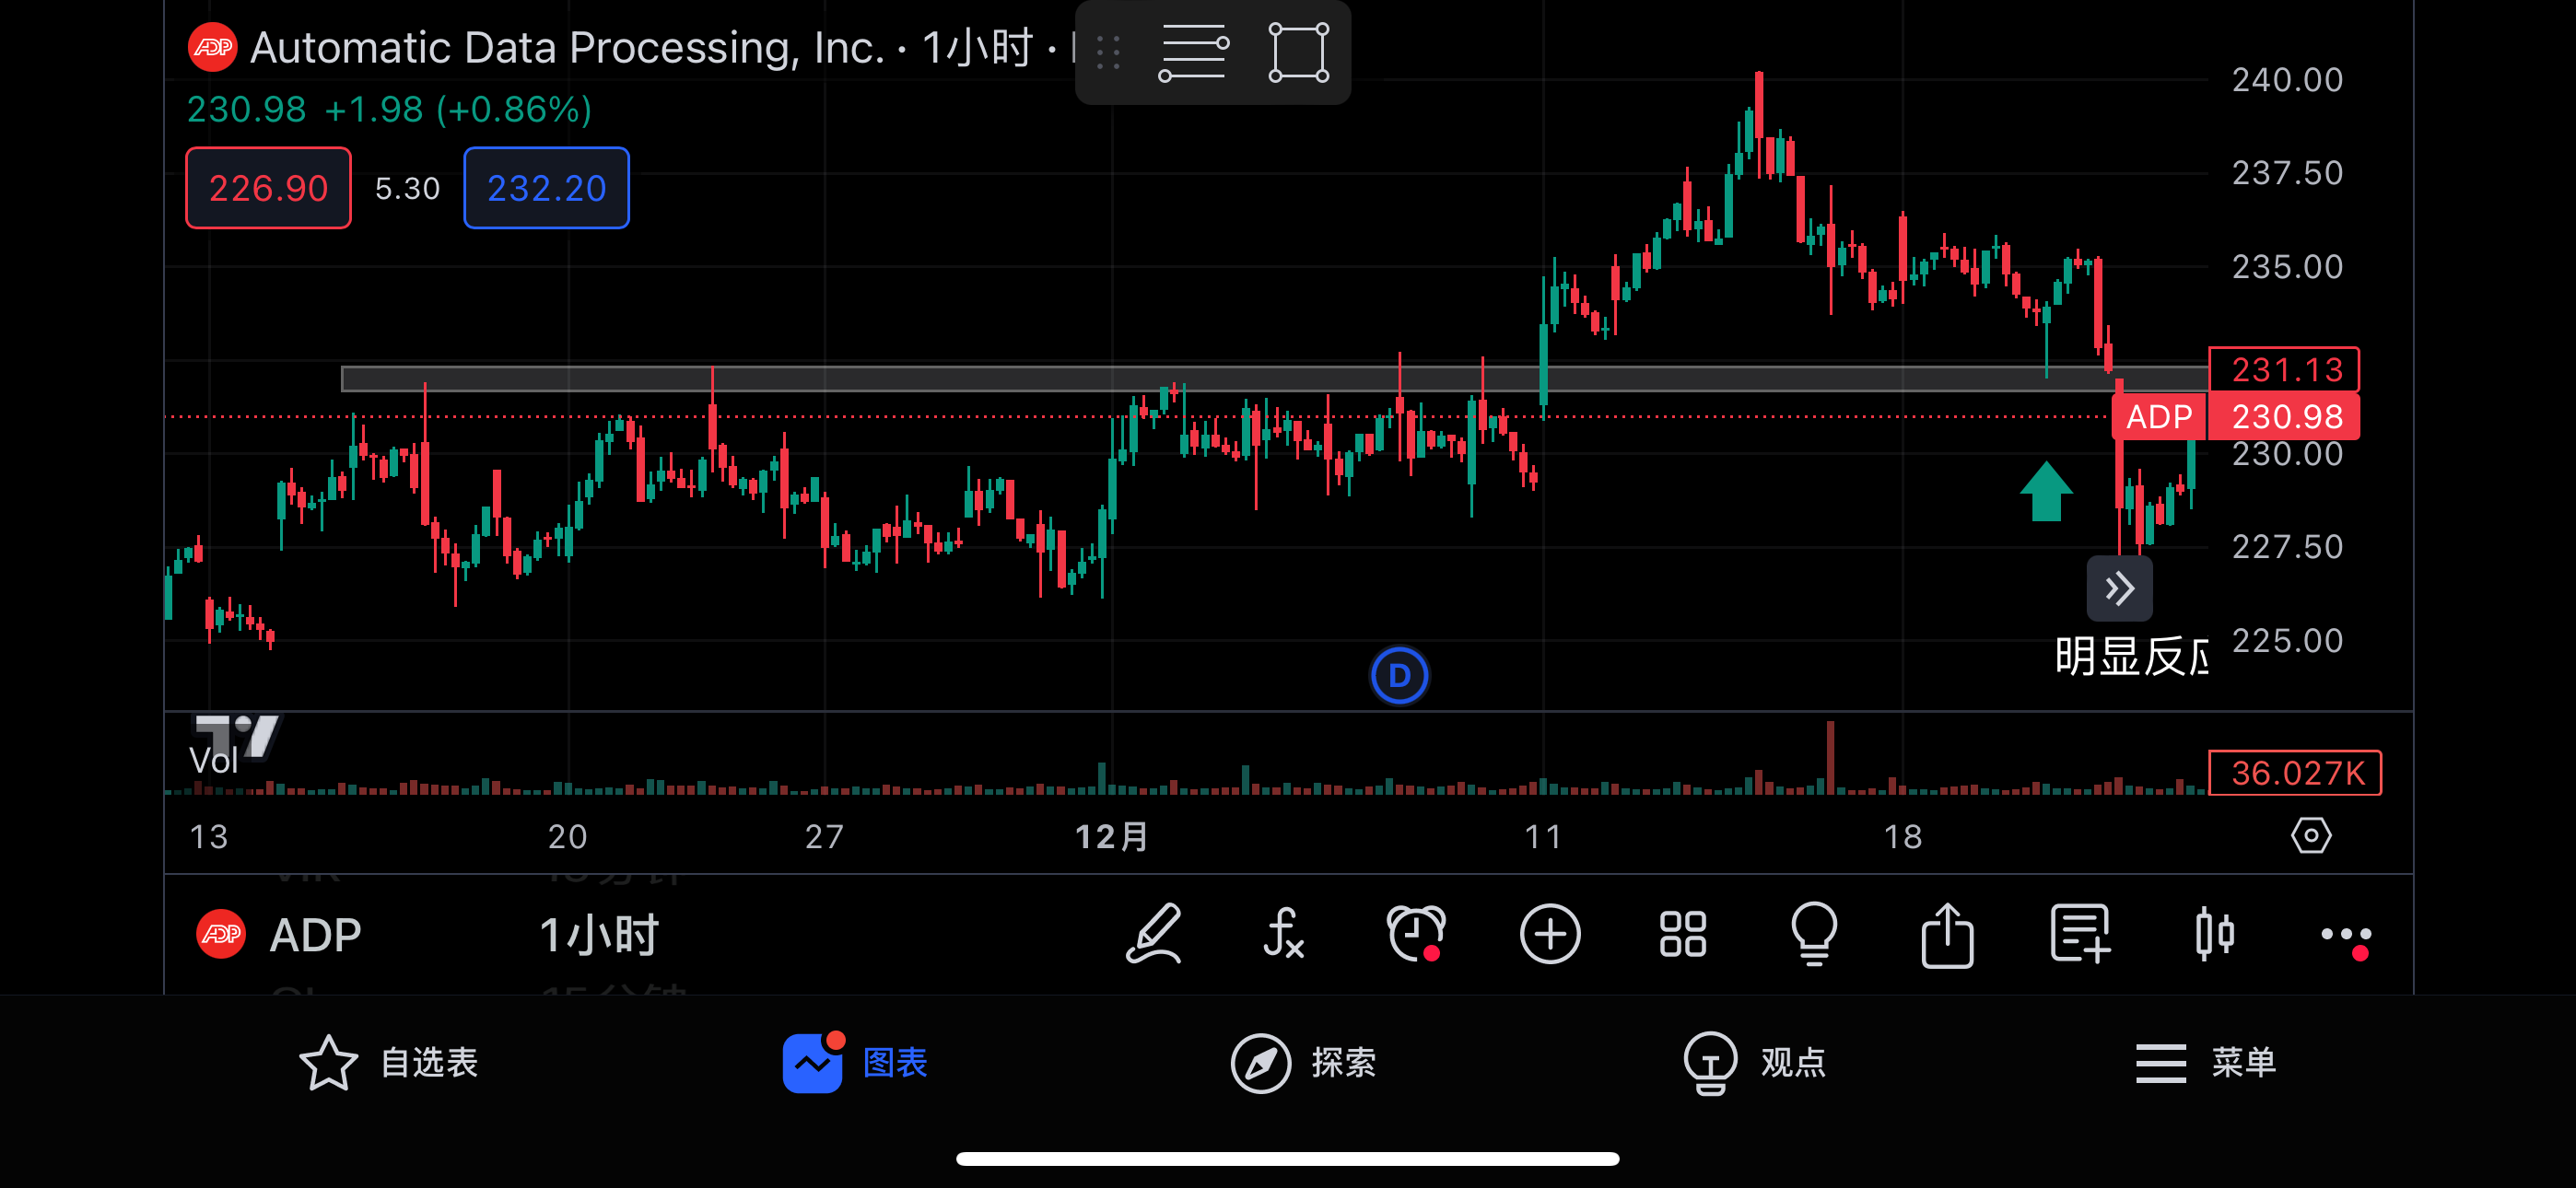 ADP Automatic Data Processing, Inc. · 1小时 ·
230.98 +1.98 (+0.86%)
226.90 5.30 232.20
240.00
237.50
235.00
231.13
ADP 230.98
230.00
227.50
225.00
明显反
D
Vol
36.027K
13 20 27 12月 11 18
ADP ADP 1小时
自选表 图表 探索 观点 菜单